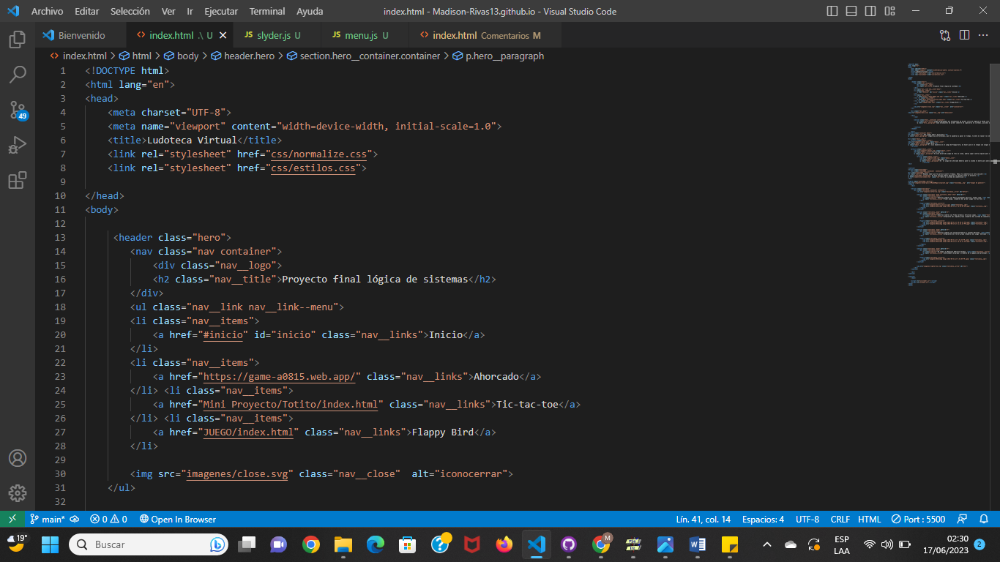 Archivo Editar Selección Ver Ir Ejecutar Terminal Ayuda index.html - Madison-Rivas13.github.io - Visual Studio Code
Bienvenido index.html .\ U slyder.js U menu.js U index.html Comentarios M
index.html > html > body > header.hero > section.hero__container.container > p.hero__paragraph
1 <!DOCTYPE html>
2 <html lang="en">
3 <head>
4 <meta charset="UTF-8">
5 <meta name="viewport" content="width=device-width, initial-scale=1.0">
6 <title>Ludoteca Virtual</title>
7 <link rel="stylesheet" href="css/normalize.css">
8 <link rel="stylesheet" href="css/estilos.css">
9
10 </head>
11 <body>
12
13 <header class="hero">
14 <nav class="nav container">
15 <div class="nav__logo">
16 <h2 class="nav__title">Proyecto final lógica de sistemas</h2>
17 </div>
18 <ul class="nav__link nav__link--menu">
19 <li class="nav__items">
20 <a href="#inicio" id="inicio" class="nav__links">Inicio</a>
21 </li>
22 <li class="nav__items">
23 <a href="https://game-a0815.web.app/" class="nav__links">Ahorcado</a>
24 </li> <li class="nav__items">
25 <a href="Mini Proyecto/Totito/index.html" class="nav__links">Tic-tac-toe</a>
26 </li> <li class="nav__items">
27 <a href="JUEGO/index.html" class="nav__links">Flappy Bird</a>
28 </li>
29
30 <img src="imagenes/close.svg" class="nav__close"  alt="iconocerrar">
31 </ul>
32
49
main* 0 0 Open In Browser Lín. 41, col. 14 Espacios: 4 UTF-8 CRLF HTML Port : 5500
19° Buscar M ESP LAA 02:30 17/06/2023 2